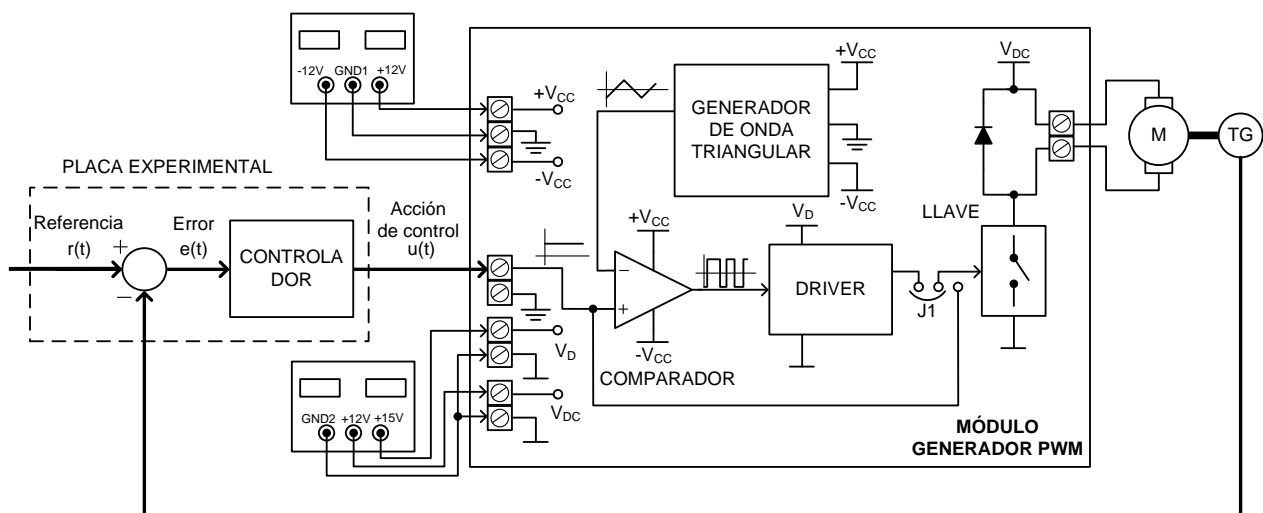 -12V GND1 +12V
+VCC
-VCC
GENERADOR
DE ONDA
TRIANGULAR
+VCC
-VCC
VDC
M
TG
PLACA EXPERIMENTAL
Referencia
r(t)
+
−
Error
e(t)
CONTROLA
DOR
Acción
de control
u(t)
+VCC
−
+
-VCC
COMPARADOR
VD
DRIVER
J1
LLAVE
VD
VDC
GND2 +12V +15V
MÓDULO
GENERADOR PWM